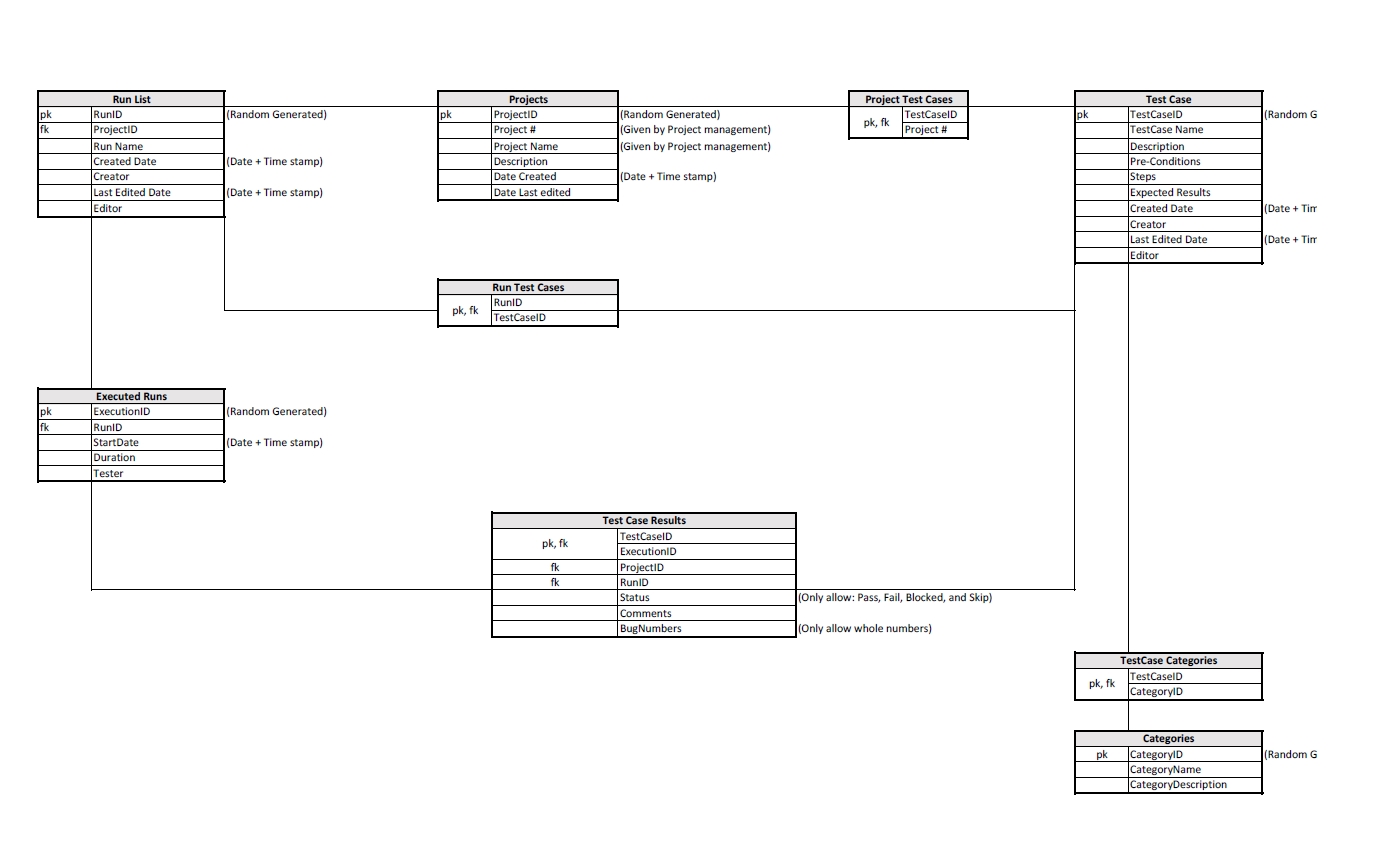 Run List
pk RunID (Random Generated)
fk ProjectID
Run Name
Created Date (Date + Time stamp)
Creator
Last Edited Date (Date + Time stamp)
Editor
Projects
pk ProjectID (Random Generated)
Project # (Given by Project management)
Project Name (Given by Project management)
Description
Date Created (Date + Time stamp)
Date Last edited
Project Test Cases
pk, fk TestCaseID
Project #
Test Case
pk TestCaseID (Random G
TestCase Name
Description
Pre-Conditions
Steps
Expected Results
Created Date (Date + Tim
Creator
Last Edited Date (Date + Tim
Editor
Run Test Cases
pk, fk RunID
TestCaseID
Executed Runs
pk ExecutionID (Random Generated)
fk RunID
StartDate (Date + Time stamp)
Duration
Tester
Test Case Results
pk, fk TestCaseID
ExecutionID
fk ProjectID
fk RunID
Status (Only allow: Pass, Fail, Blocked, and Skip)
Comments
BugNumbers (Only allow whole numbers)
TestCase Categories
pk, fk TestCaseID
CategoryID
Categories
pk CategoryID (Random G
CategoryName
CategoryDescription